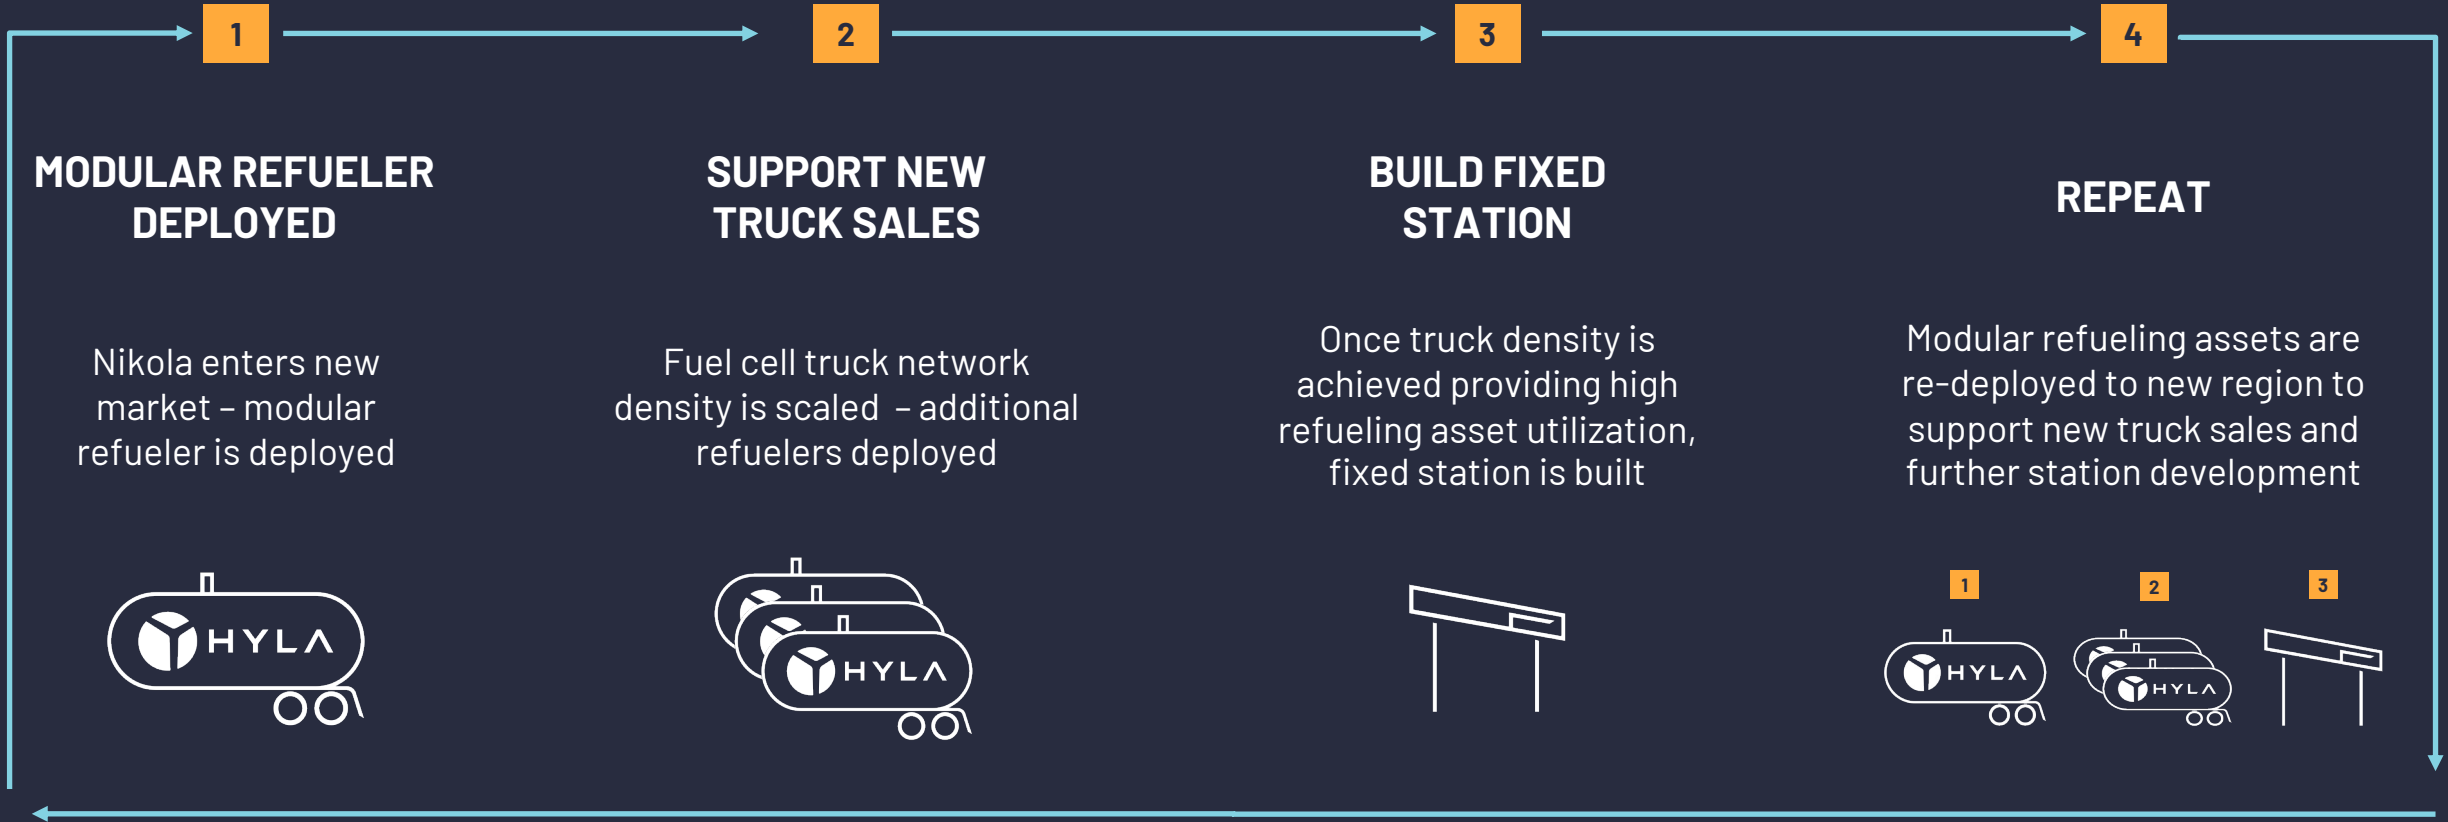 1
2
3
4
MODULAR REFUELER
DEPLOYED
SUPPORT NEW
TRUCK SALES
BUILD FIXED
STATION
REPEAT
Nikola enters new
market – modular
refueler is deployed
Fuel cell truck network
density is scaled – additional
refuelers deployed
Once truck density is
achieved providing high
refueling asset utilization,
fixed station is built
Modular refueling assets are
re-deployed to new region to
support new truck sales and
further station development
HYLA
HYLA
1
2
3
HYLA
HYLA